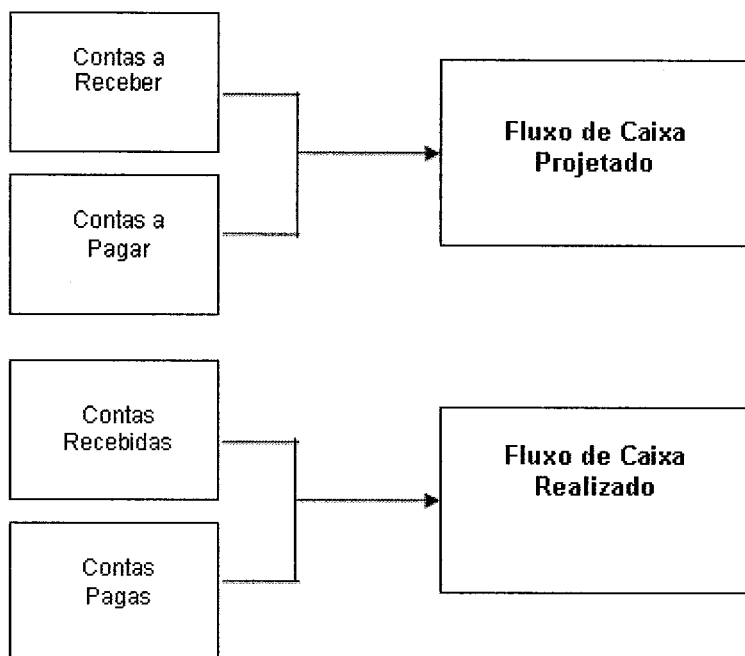 Contas a
Receber
Fluxo de Caixa
Projetado
Contas a
Pagar
Contas
Recebidas
Fluxo de Caixa
Realizado
Contas
Pagas